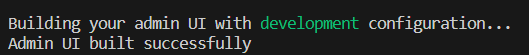 Building your admin UI with development configuration...
Admin UI built successfully